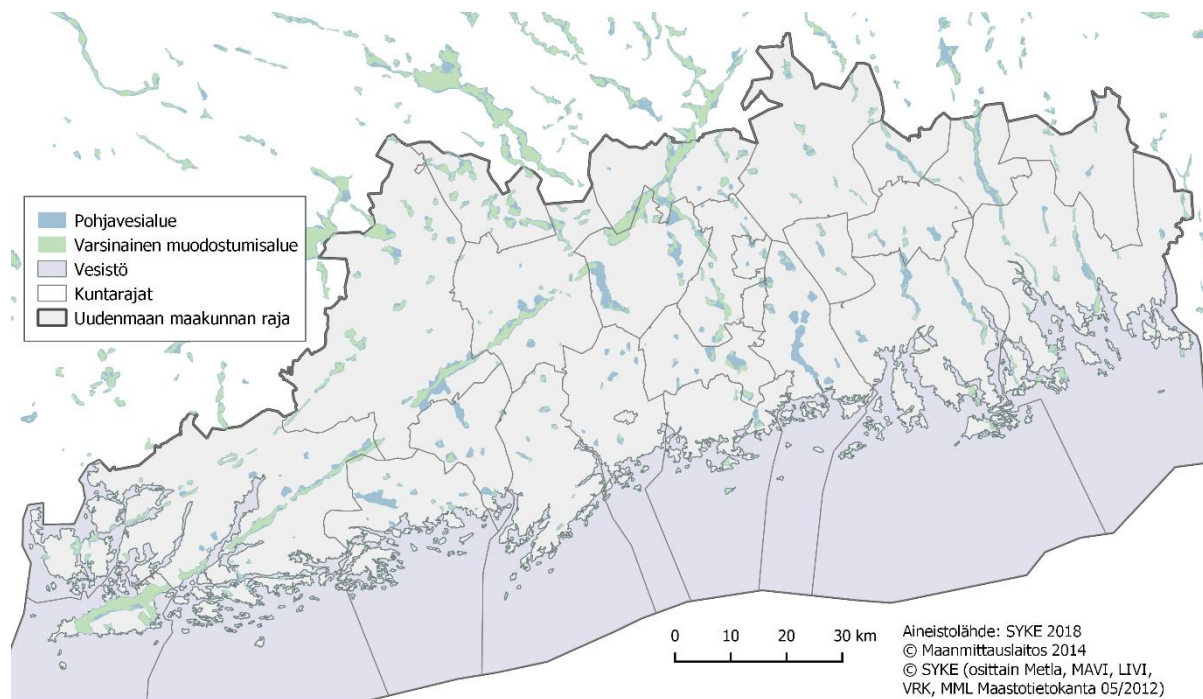 Pohjavesialue
Varsinainen muodostumisalue
Vesistö
Kuntarajat
Uudenmaan maakunnan raja
0 10 20 30 km
Aineistolähde: SYKE 2018
© Maanmittauslaitos 2014
© SYKE (osittain Metla, MAVI, LIVI,
VRK, MML Maastotietokanta 05/2012)